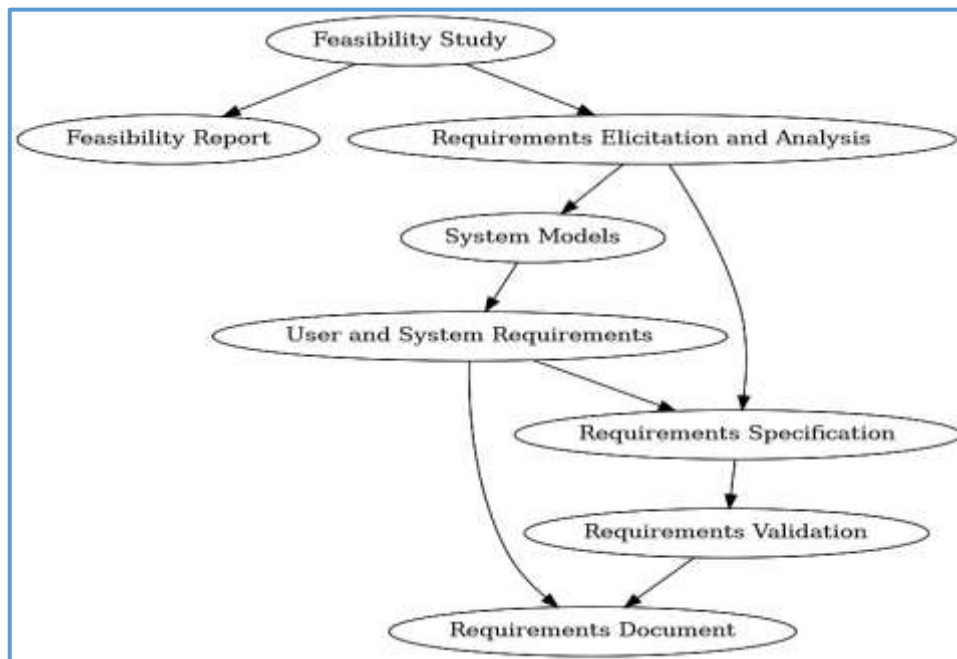 Feasibility Study
Feasibility Report
Requirements Elicitation and Analysis
System Models
User and System Requirements
Requirements Specification
Requirements Validation
Requirements Document